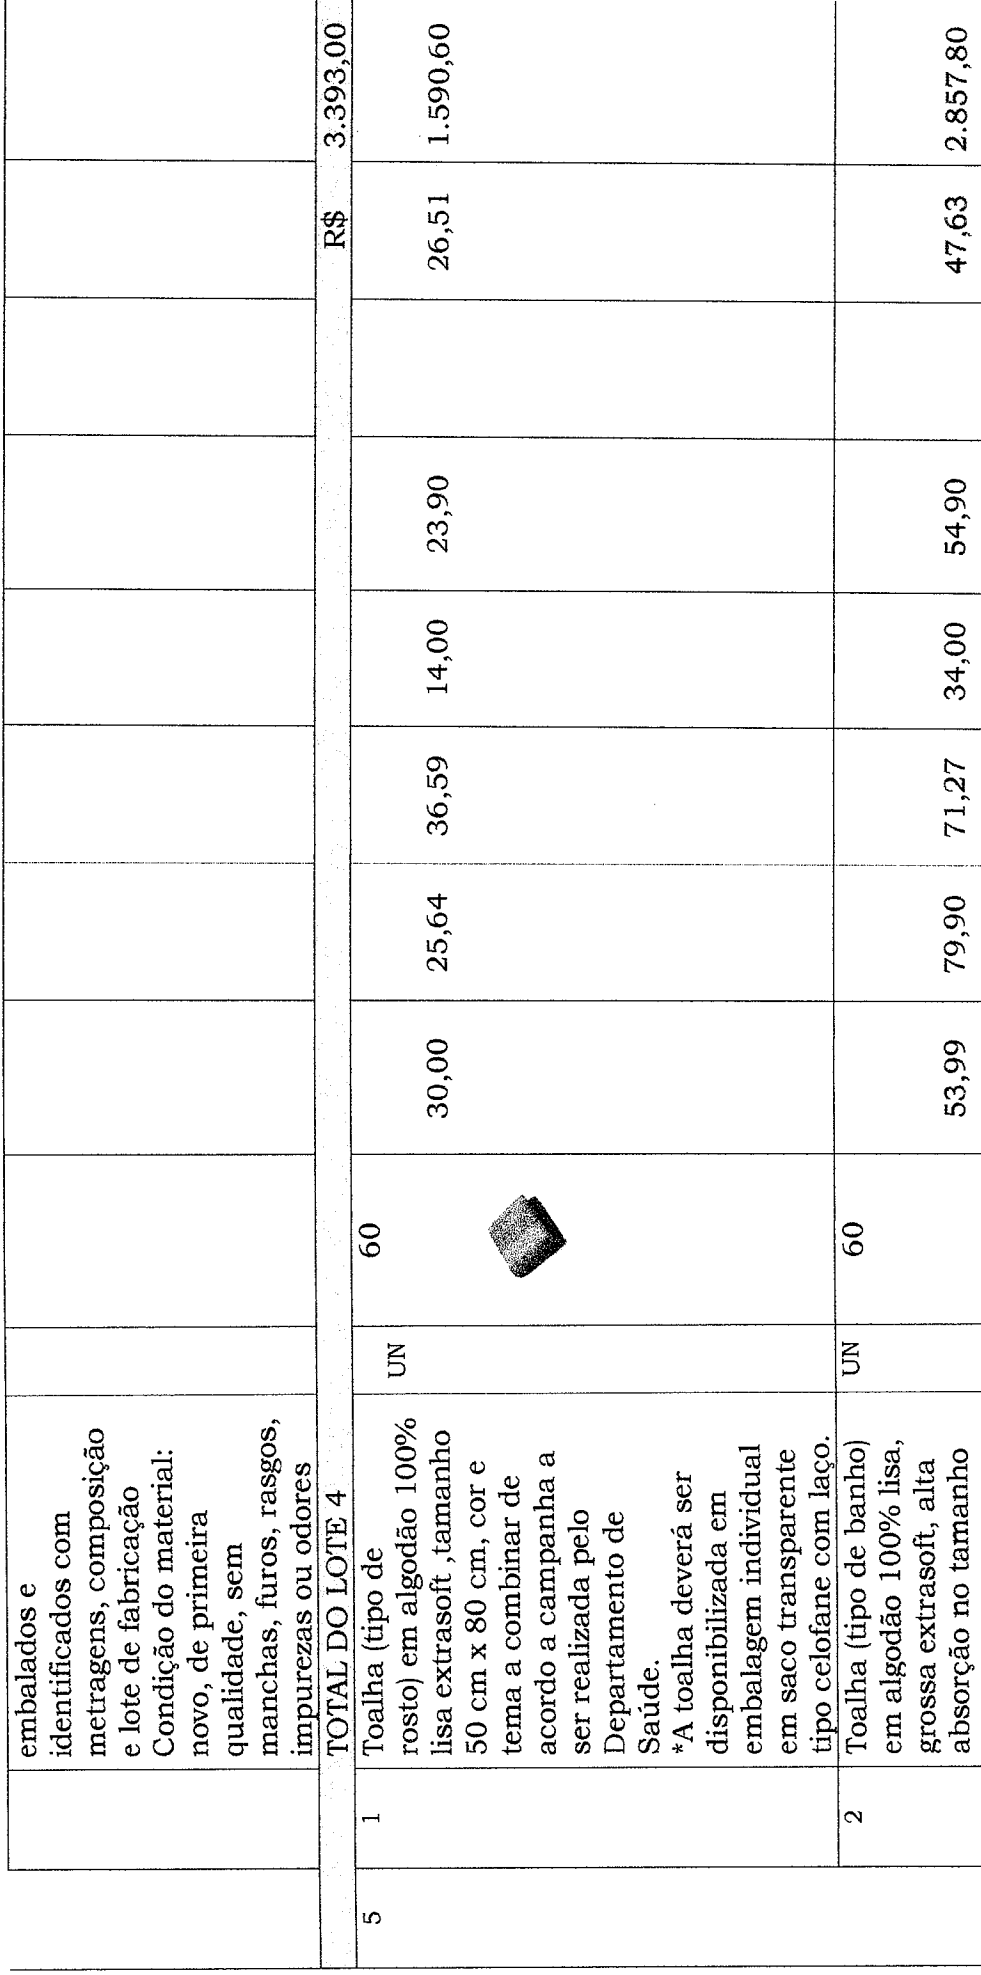 embalados e
identificados com
metragens, composição
e lote de fabricação
Condição do material:
novo, de primeira
qualidade, sem
manchas, furos, rasgos,
impurezas ou odores
TOTAL DO LOTE 4 R$ 3.393,00
5 1 Toalha (tipo de
rosto) em algodão 100%
lisa extrasoft ,tamanho
50 cm x 80 cm, cor e
tema a combinar de
acordo a campanha a
ser realizada pelo
Departamento de
Saúde.
*A toalha deverá ser
disponibilizada em
embalagem individual
em saco transparente
tipo celofane com laço.
UN 60 30,00 25,64 36,59 14,00 23,90 26,51 1.590,60
2 Toalha (tipo de banho)
em algodão 100% lisa,
grossa extrasoft, alta
absorção no tamanho
UN 60 53,99 79,90 71,27 34,00 54,90 47,63 2.857,80